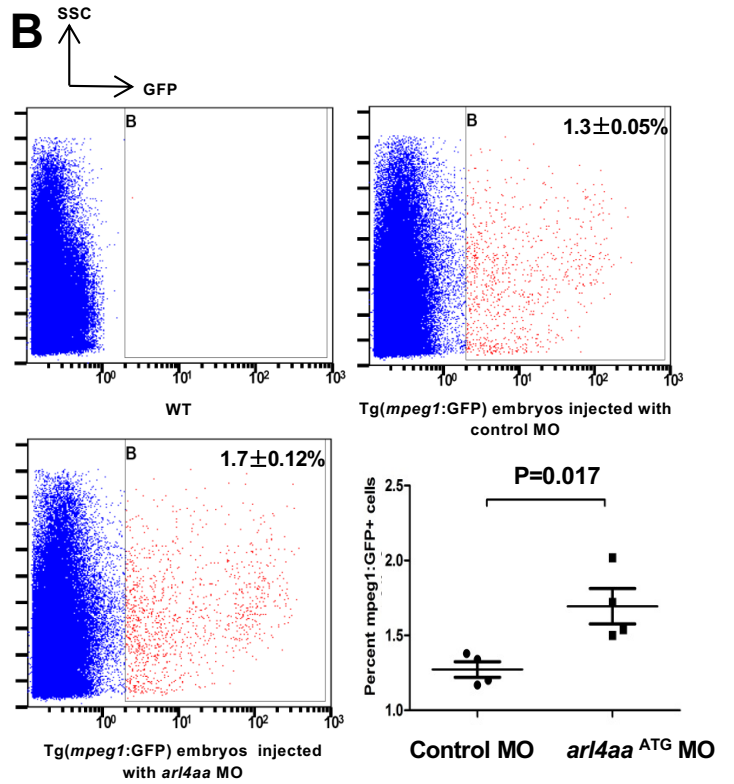 B
SSC
GFP
B
10⁰ 10¹ 10² 10³
WT
B
1.3±0.05%
10⁰ 10¹ 10² 10³
Tg(mpeg1:GFP) embryos injected with
control MO
B
1.7±0.12%
10⁰ 10¹ 10² 10³
Tg(mpeg1:GFP) embryos injected
with arl4aa MO
P=0.017
Percent mpeg1:GFP+ cells
2.5
2.0
1.5
1.0
Control MO arl4aa ATG MO